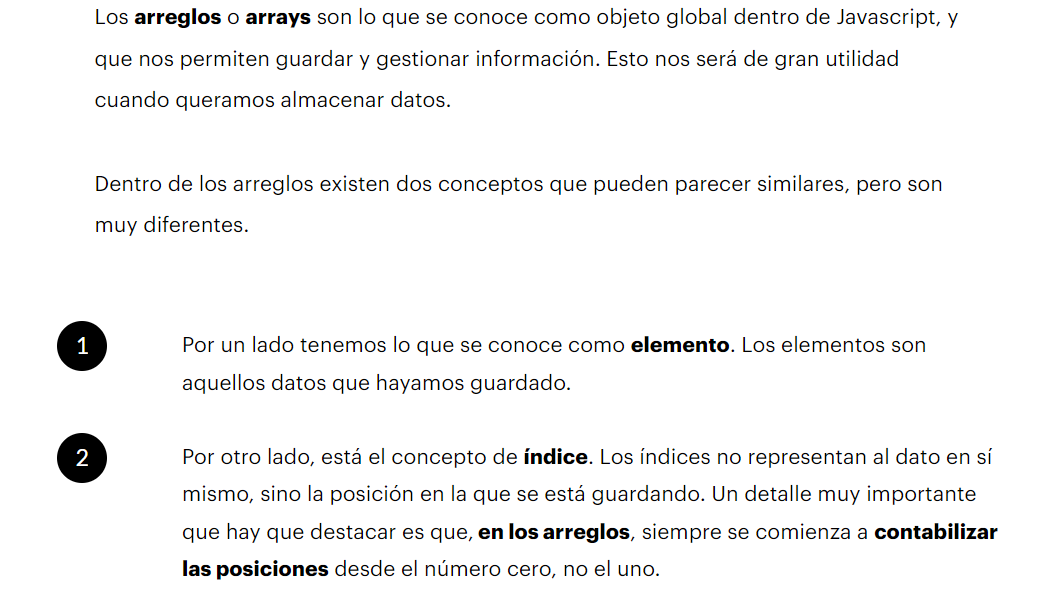 Los arreglos o arrays son lo que se conoce como objeto global dentro de Javascript, y
que nos permiten guardar y gestionar información. Esto nos será de gran utilidad
cuando queramos almacenar datos.
Dentro de los arreglos existen dos conceptos que pueden parecer similares, pero son
muy diferentes.
1 Por un lado tenemos lo que se conoce como elemento. Los elementos son
aquellos datos que hayamos guardado.
2 Por otro lado, está el concepto de índice. Los índices no representan al dato en sí
mismo, sino la posición en la que se está guardando. Un detalle muy importante
que hay que destacar es que, en los arreglos, siempre se comienza a contabilizar
las posiciones desde el número cero, no el uno.